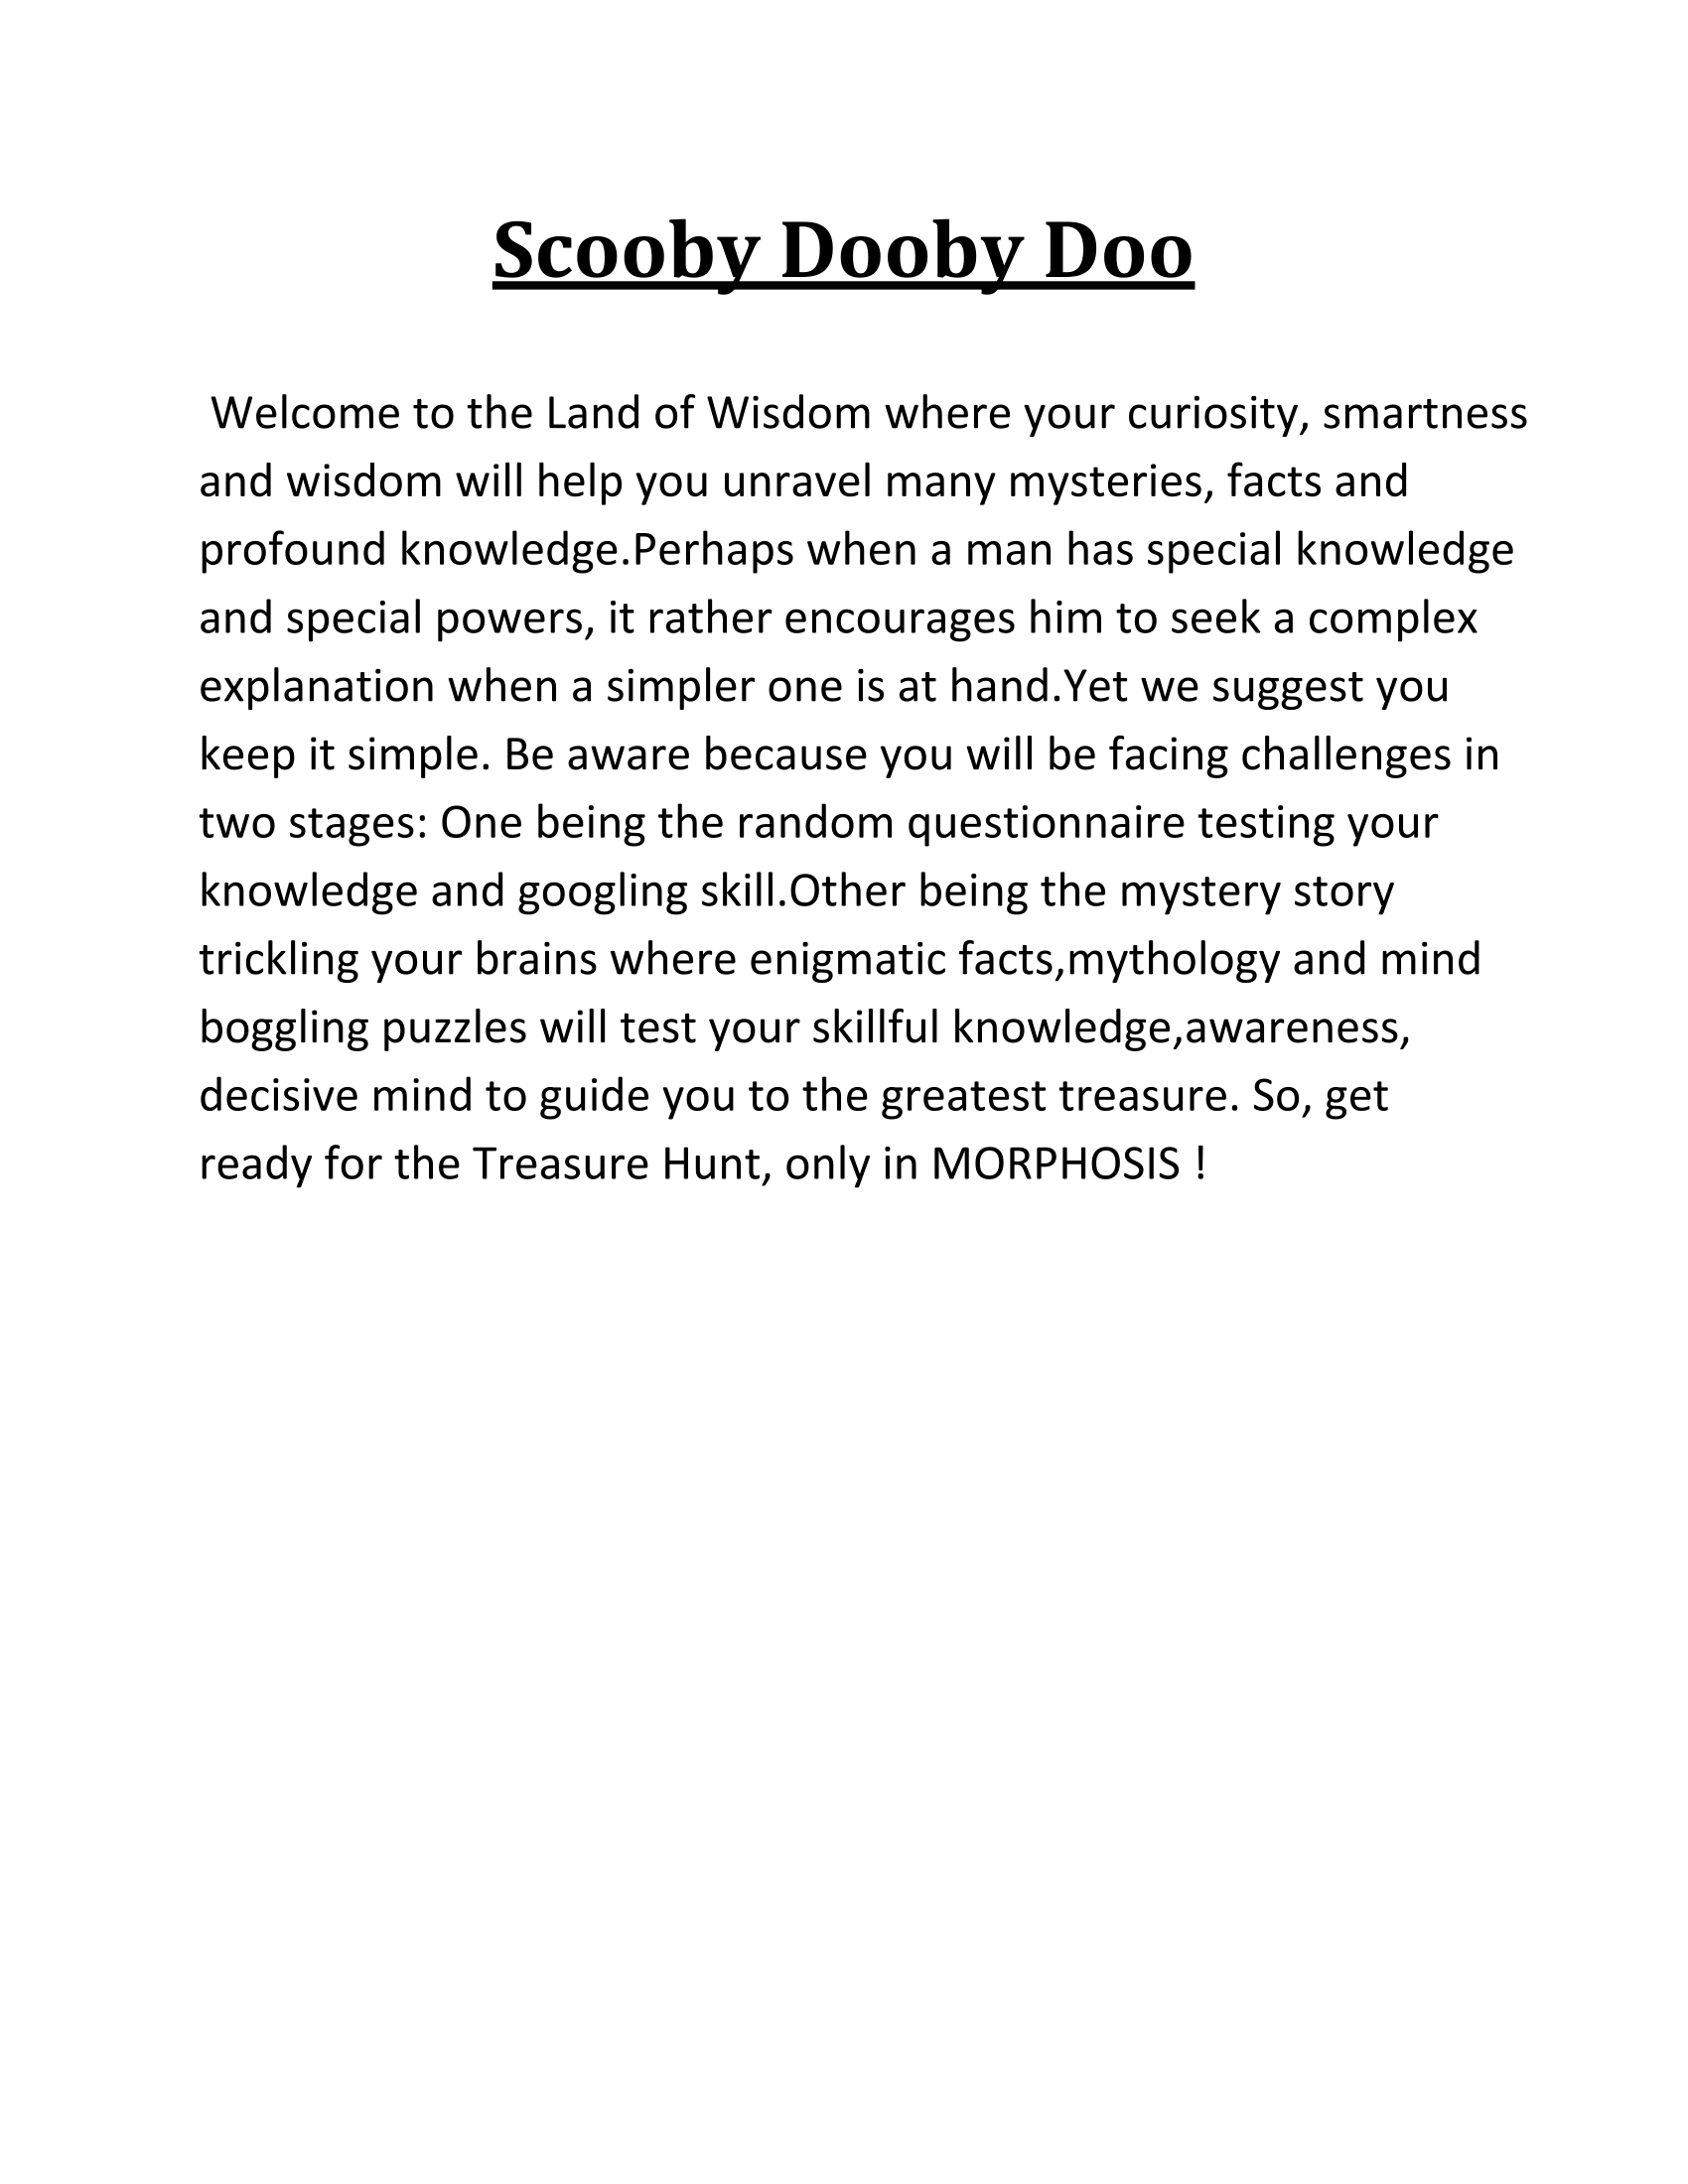 Scooby Dooby Doo
Welcome to the Land of Wisdom where your curiosity, smartness
and wisdom will help you unravel many mysteries, facts and
profound knowledge.Perhaps when a man has special knowledge
and special powers, it rather encourages him to seek a complex
explanation when a simpler one is at hand.Yet we suggest you
keep it simple. Be aware because you will be facing challenges in
two stages: One being the random questionnaire testing your
knowledge and googling skill.Other being the mystery story
trickling your brains where enigmatic facts,mythology and mind
boggling puzzles will test your skillful knowledge,awareness,
decisive mind to guide you to the greatest treasure. So, get
ready for the Treasure Hunt, only in MORPHOSIS !